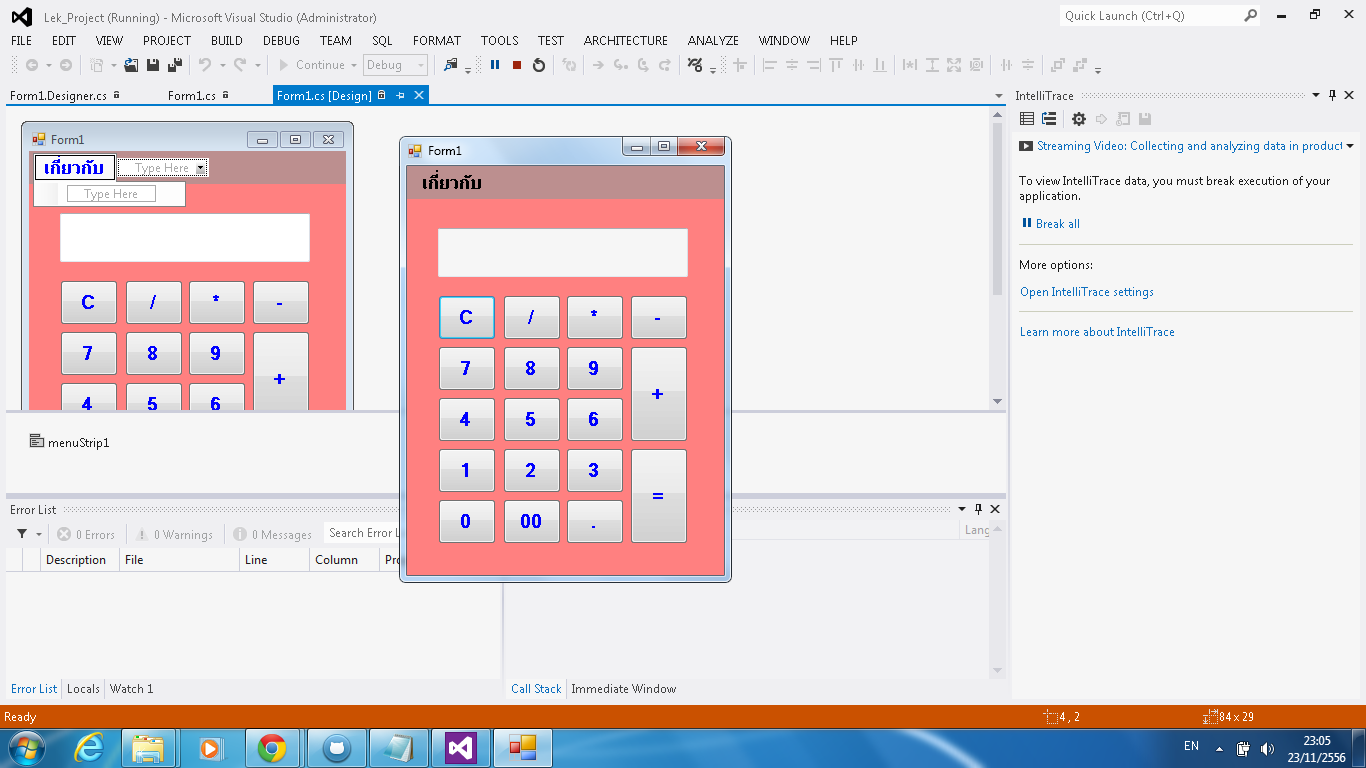 Lek_Project (Running) - Microsoft Visual Studio (Administrator)
Quick Launch (Ctrl+Q)
FILE EDIT VIEW PROJECT BUILD DEBUG TEAM SQL FORMAT TOOLS TEST ARCHITECTURE ANALYZE WINDOW HELP
Continue Debug
Form1.Designer.cs Form1.cs Form1.cs [Design]
Form1
เกี่ยวกับ Type Here
Type Here
C / * -
7 8 9 +
4 5 6
menuStrip1
Form1
เกี่ยวกับ
C / * -
7 8 9 +
4 5 6
1 2 3 =
0 00 .
IntelliTrace
Streaming Video: Collecting and analyzing data in product
To view IntelliTrace data, you must break execution of your
application.
Break all
More options:
Open IntelliTrace settings
Learn more about IntelliTrace
Error List
0 Errors 0 Warnings 0 Messages Search Error L
Description File Line Column Pro
Lang
Error List Locals Watch 1
Call Stack Immediate Window
Ready 4 , 2 84 x 29
EN 23:05
23/11/2556